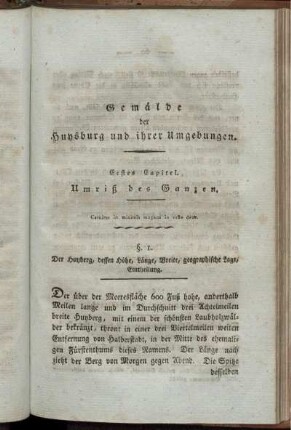 Gemälde
der
Huysburg und ihrer Umgebungen.
Erstes Capitel.
Umriß des Ganzen.
§. 1.
Der Huyberg, dessen Höhe, Länge, Breite, geographische Lage,
Eintheilung.
Der über der Meeresfläche 600 Fuß hohe, anderthalb
Meilen lange und im Durchschnitt drei Achtelmeilen
breite Huyberg, mit einem der schönsten Laubholzwäl-
der bekränzt, thront in einer drei Viertelmeilen weiten
Entfernung von Halberstadt, in der Mitte des ehemali-
gen Fürstenthums dieses Namens. Der Länge nach
zieht der Berg von Morgen gegen Abend. Die Spitze
desselben